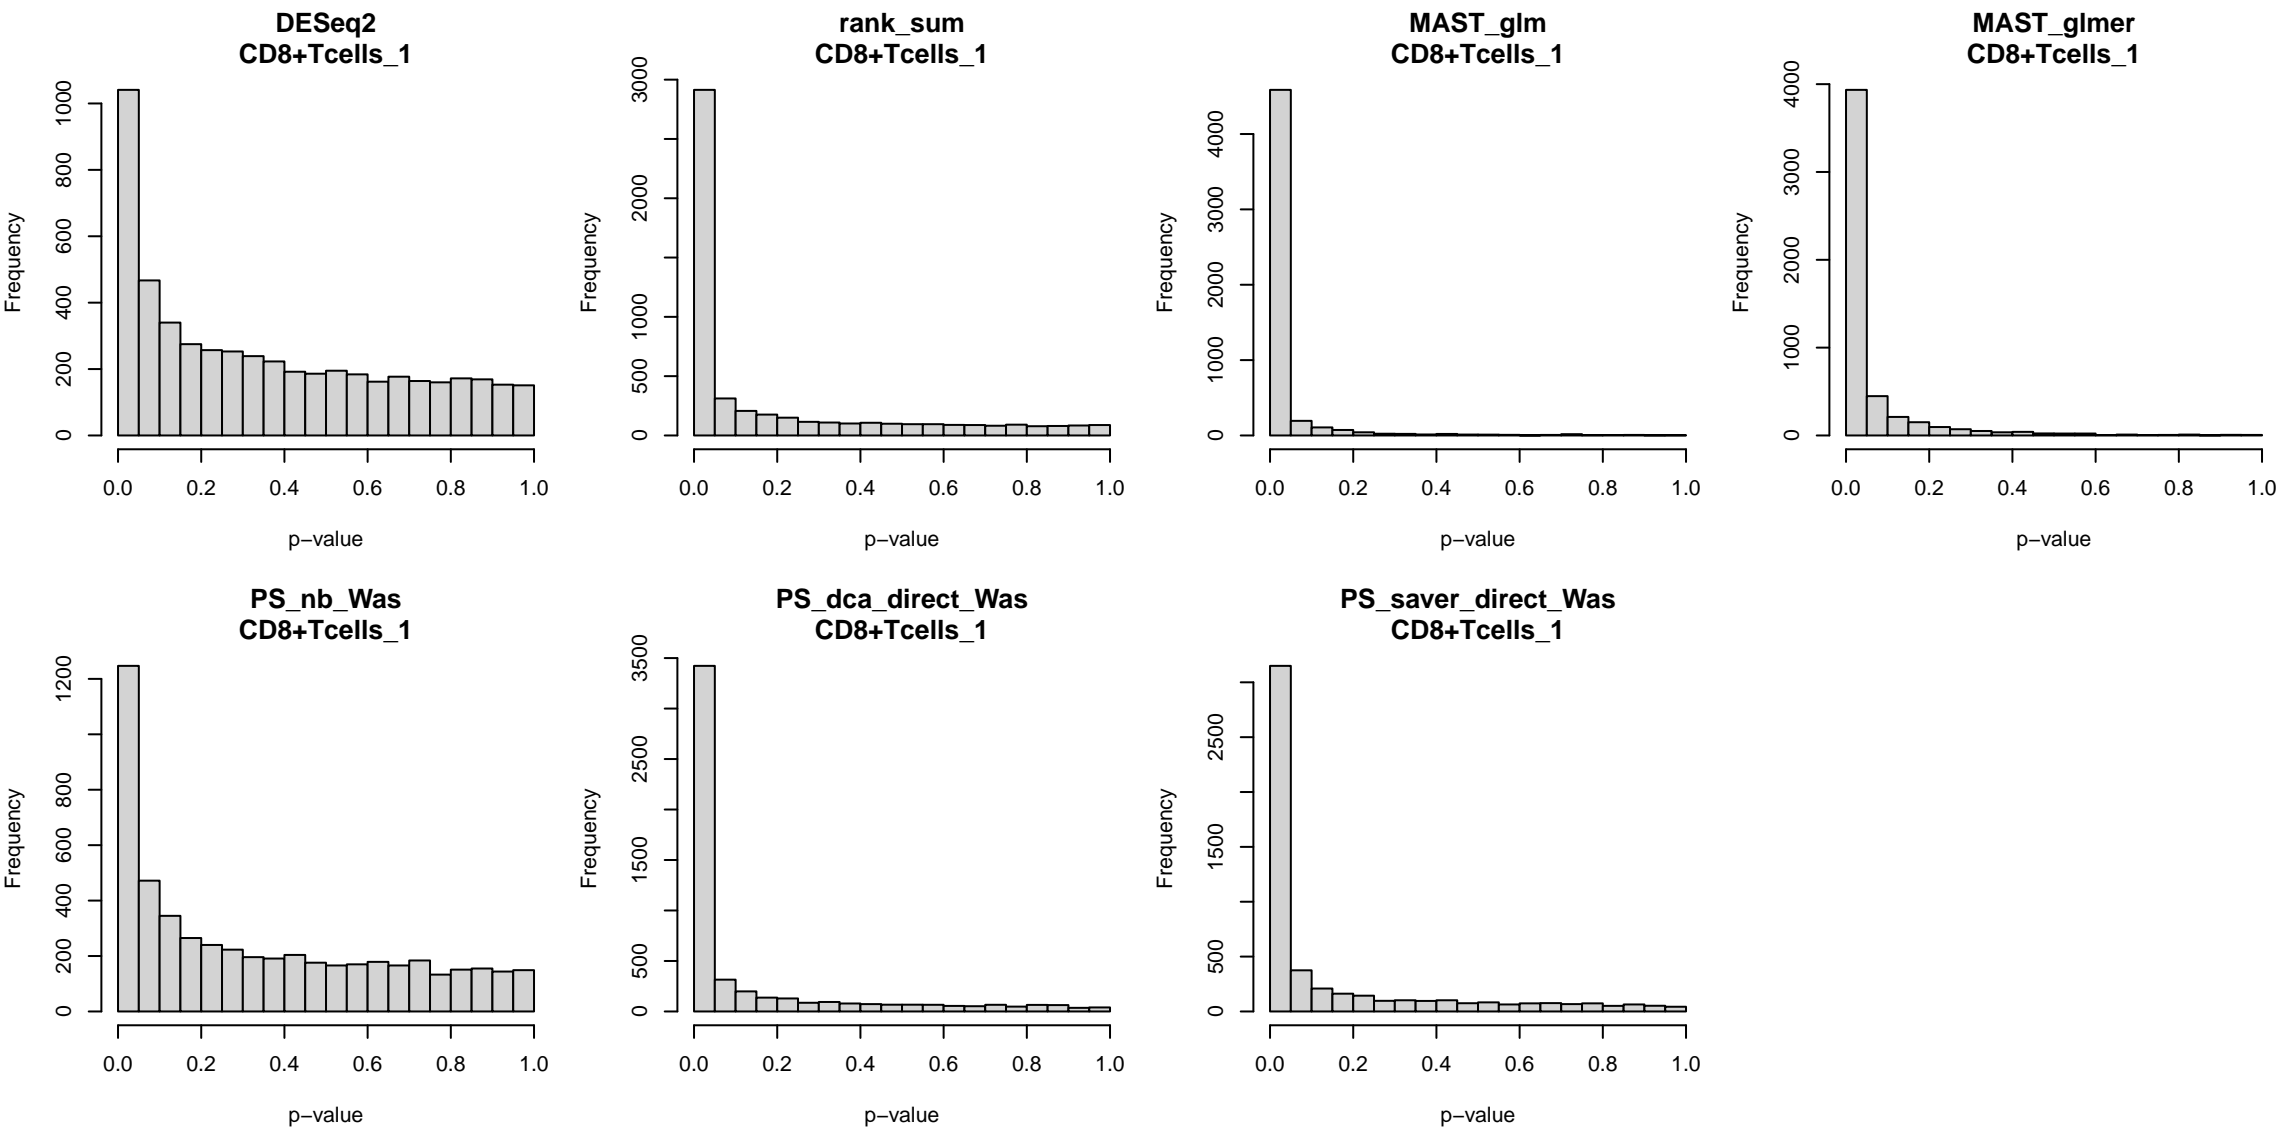 DESeq2
CD8+Tcells_1
Frequency
0 200 400 600 800 1000
0.0 0.2 0.4 0.6 0.8 1.0
p−value
rank_sum
CD8+Tcells_1
Frequency
0 500 1000 2000 3000
0.0 0.2 0.4 0.6 0.8 1.0
p−value
MAST_glm
CD8+Tcells_1
Frequency
0 1000 2000 3000 4000
0.0 0.2 0.4 0.6 0.8 1.0
p−value
MAST_glmer
CD8+Tcells_1
Frequency
0 1000 2000 3000 4000
0.0 0.2 0.4 0.6 0.8 1.0
p−value
PS_nb_Was
CD8+Tcells_1
Frequency
0 200 400 600 800 1200
0.0 0.2 0.4 0.6 0.8 1.0
p−value
PS_dca_direct_Was
CD8+Tcells_1
Frequency
0 500 1500 2500 3500
0.0 0.2 0.4 0.6 0.8 1.0
p−value
PS_saver_direct_Was
CD8+Tcells_1
Frequency
0 500 1500 2500
0.0 0.2 0.4 0.6 0.8 1.0
p−value